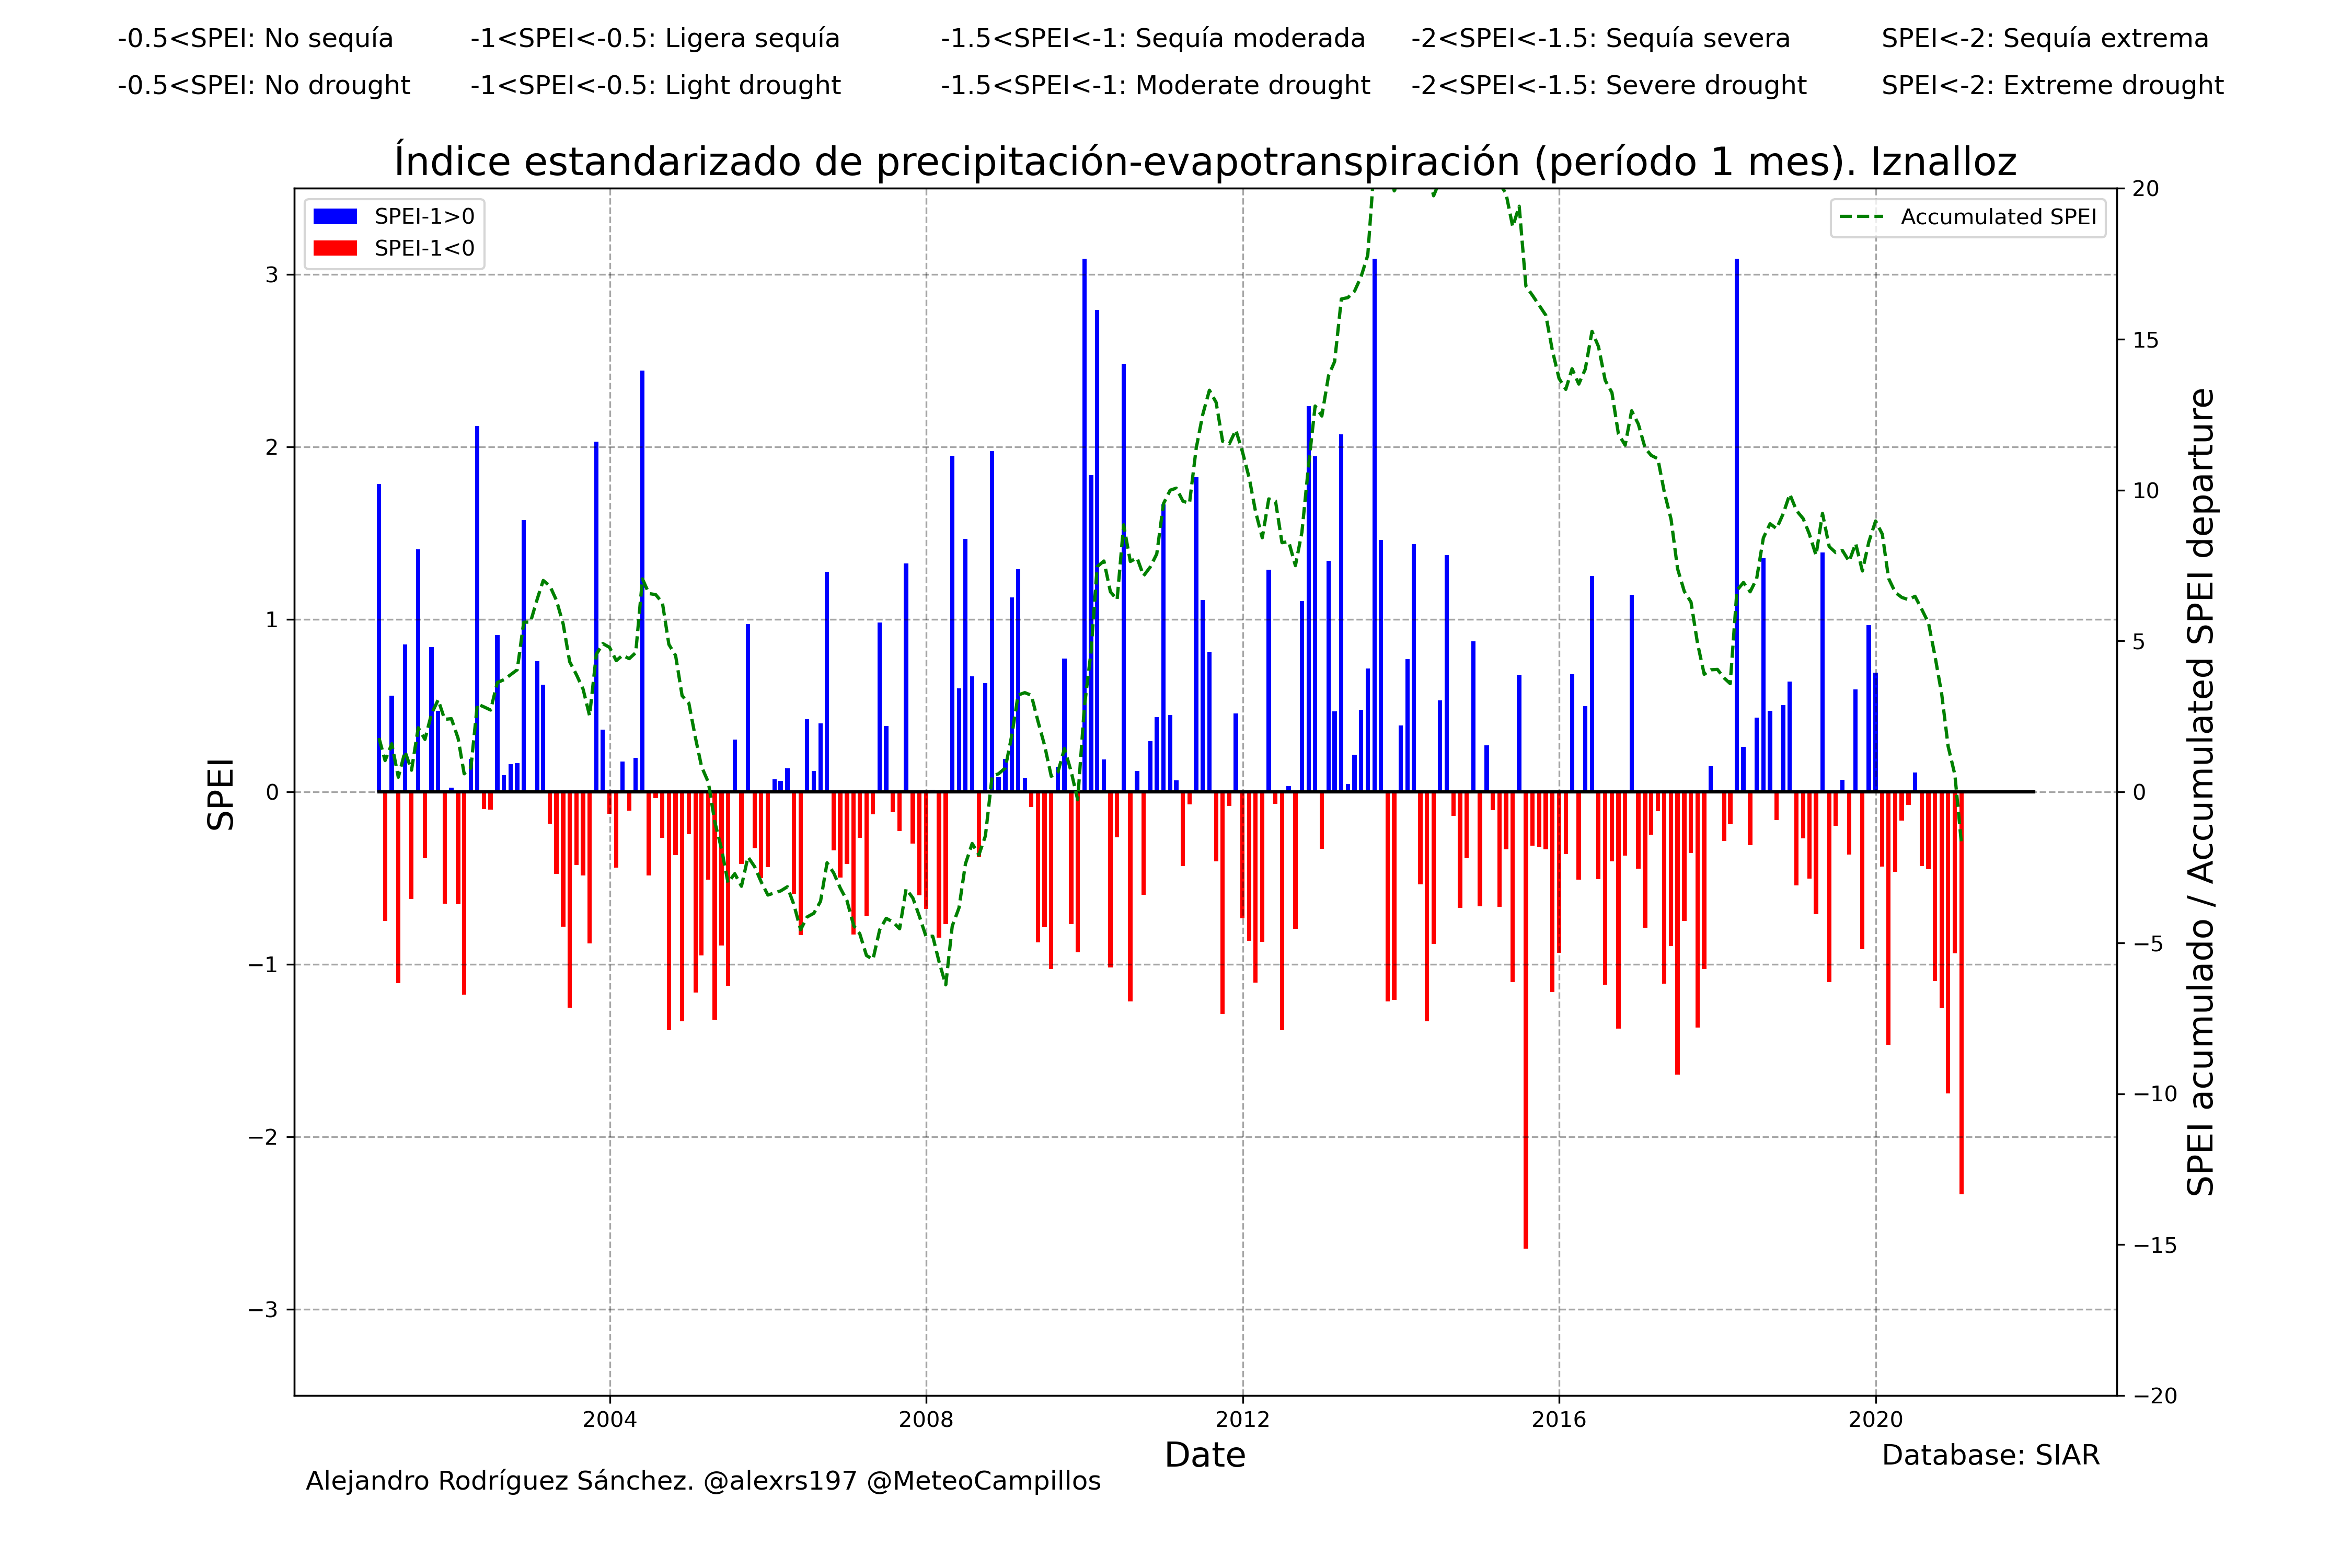 -0.5<SPEI: No sequía -1<SPEI<-0.5: Ligera sequía -1.5<SPEI<-1: Sequía moderada -2<SPEI<-1.5: Sequía severa SPEI<-2: Sequía extrema
-0.5<SPEI: No drought -1<SPEI<-0.5: Light drought -1.5<SPEI<-1: Moderate drought -2<SPEI<-1.5: Severe drought SPEI<-2: Extreme drought
Índice estandarizado de precipitación-evapotranspiración (período 1 mes). Iznalloz
SPEI-1>0
SPEI-1<0
Accumulated SPEI
SPEI
3
2
1
0
−1
−2
−3
20
15
10
5
0
−5
−10
−15
−20
SPEI acumulado / Accumulated SPEI departure
2004 2008 2012 2016 2020
Date
Database: SIAR
Alejandro Rodríguez Sánchez. @alexrs197 @MeteoCampillos